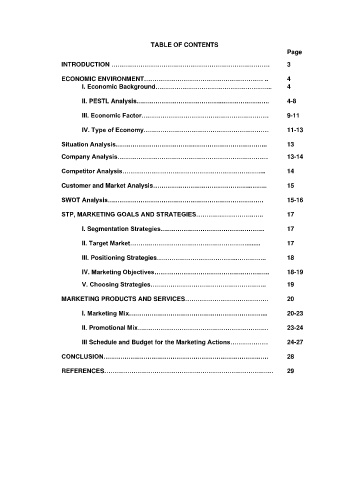 TABLE OF CONTENTS
Page
INTRODUCTION ……………………………………………………………. 3
ECONOMIC ENVIRONMENT…………………………………………….. .. 4
I. Economic Background…………………………………………….. 4
II. PESTL Analysis…………………………………………………… 4-8
III. Economic Factor………………………………………………… 9-11
IV. Type of Economy………………………………………………… 11-13
Situation Analysis………………………………………………………….. 13
Company Analysis………………………………………………………… 13-14
Competitor Analysis……………………………………………………….. 14
Customer and Market Analysis………………………………………….. 15
SWOT Analysis……………………………………………………………… 15-16
STP, MARKETING GOALS AND STRATEGIES………………………… 17
I. Segmentation Strategies……………………………………….. 17
II. Target Market…………………………………………….......... 17
III. Positioning Strategies………………………………………….. 18
IV. Marketing Objectives…………………………………………… 18-19
V. Choosing Strategies…………………………………………….. 19
MARKETING PRODUCTS AND SERVICES……………………………… 20
I. Marketing Mix…………………………………………………….. 20-23
II. Promotional Mix………………………………………………… 23-24
III Schedule and Budget for the Marketing Actions……………… 24-27
CONCLUSION……………………………………………………………… 28
REFERENCES……………………………………………………………….. 29